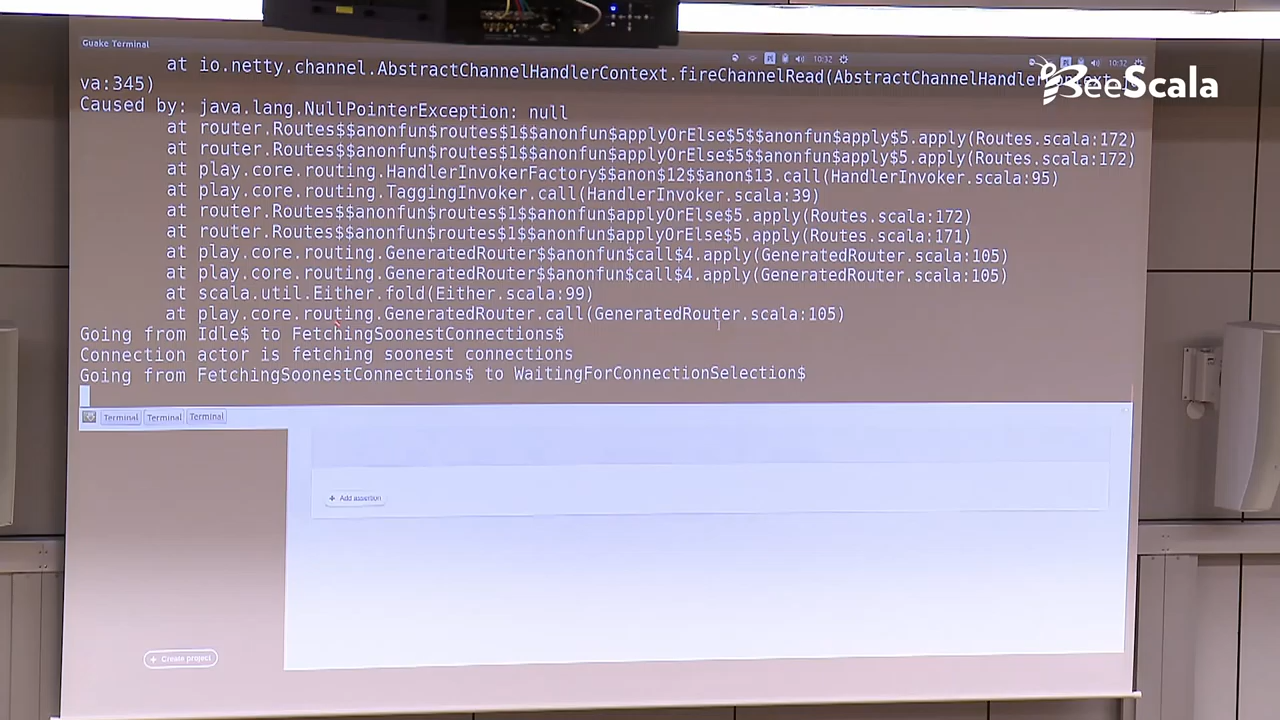 Guake Terminal
10:32
10:32
BeeScala
at io.netty.channel.AbstractChannelHandlerContext.fireChannelRead(AbstractChannelHandlerContext.ja
va:345)
Caused by: java.lang.NullPointerException: null
at router.Routes$$anonfun$routes$1$$anonfun$applyOrElse$5$$anonfun$apply$5.apply(Routes.scala:172)
at router.Routes$$anonfun$routes$1$$anonfun$applyOrElse$5$$anonfun$apply$5.apply(Routes.scala:172)
at play.core.routing.HandlerInvokerFactory$$anon$12$$anon$13.call(HandlerInvoker.scala:95)
at play.core.routing.TaggingInvoker.call(HandlerInvoker.scala:39)
at router.Routes$$anonfun$routes$1$$anonfun$applyOrElse$5.apply(Routes.scala:172)
at router.Routes$$anonfun$routes$1$$anonfun$applyOrElse$5.apply(Routes.scala:171)
at play.core.routing.GeneratedRouter$$anonfun$call$4.apply(GeneratedRouter.scala:105)
at play.core.routing.GeneratedRouter$$anonfun$call$4.apply(GeneratedRouter.scala:105)
at scala.util.Either.fold(Either.scala:99)
at play.core.routing.GeneratedRouter.call(GeneratedRouter.scala:105)
Going from Idle$ to FetchingSoonestConnections$
Connection actor is fetching soonest connections
Going from FetchingSoonestConnections$ to WaitingForConnectionSelection$
Terminal Terminal Terminal
+ Add assertion
+ Create project